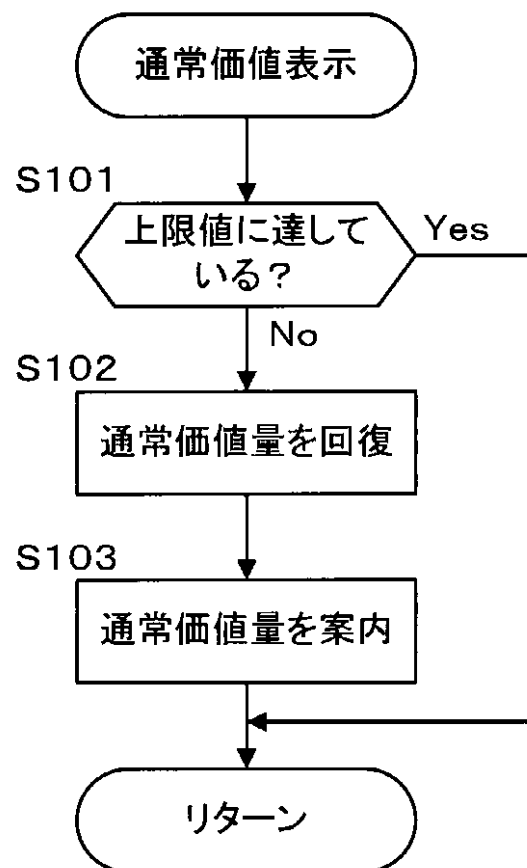 通常価値表示
S101
上限値に達して
いる?
Yes
No
S102
通常価値量を回復
S103
通常価値量を案内
リターン